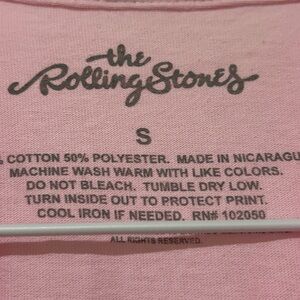 the
Rolling Stones
S
COTTON 50% POLYESTER. MADE IN NICARAGU
MACHINE WASH WARM WITH LIKE COLORS.
DO NOT BLEACH. TUMBLE DRY LOW.
TURN INSIDE OUT TO PROTECT PRINT.
COOL IRON IF NEEDED. RN# 102050
ALL RIGHTS RESERVED.